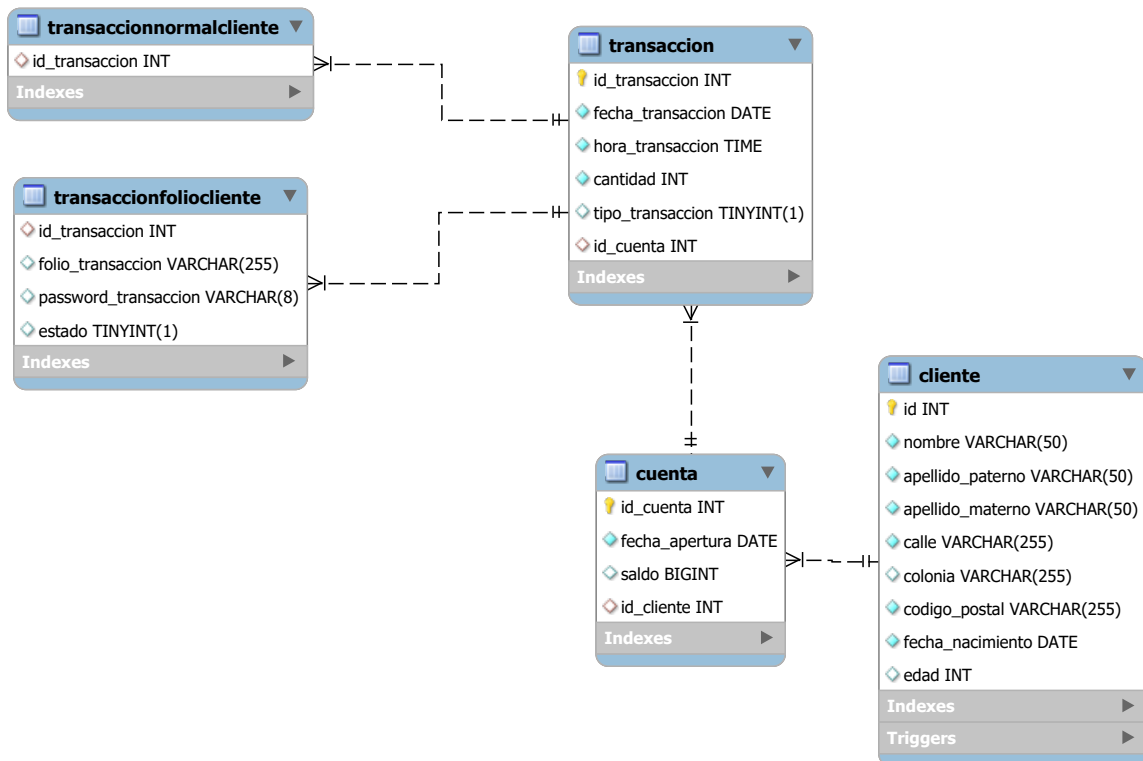 transaccionnormalcliente
id_transaccion INT
Indexes
transaccionfoliocliente
id_transaccion INT
folio_transaccion VARCHAR(255)
password_transaccion VARCHAR(8)
estado TINYINT(1)
Indexes
transaccion
id_transaccion INT
fecha_transaccion DATE
hora_transaccion TIME
cantidad INT
tipo_transaccion TINYINT(1)
id_cuenta INT
Indexes
cuenta
id_cuenta INT
fecha_apertura DATE
saldo BIGINT
id_cliente INT
Indexes
cliente
id INT
nombre VARCHAR(50)
apellido_paterno VARCHAR(50)
apellido_materno VARCHAR(50)
calle VARCHAR(255)
colonia VARCHAR(255)
codigo_postal VARCHAR(255)
fecha_nacimiento DATE
edad INT
Indexes
Triggers